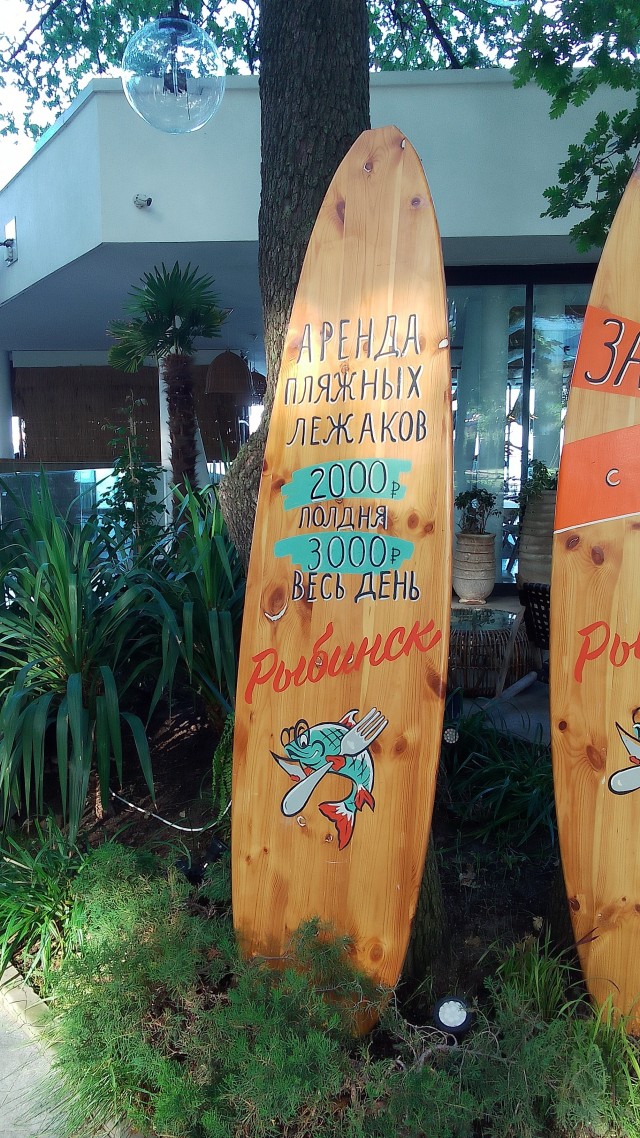 АРЕНДА
ПЛЯЖНЫХ
ЛЕЖАКОВ
2000₽
ПОЛДНЯ
3000₽
ВЕСЬ ДЕНЬ
Рыбинск